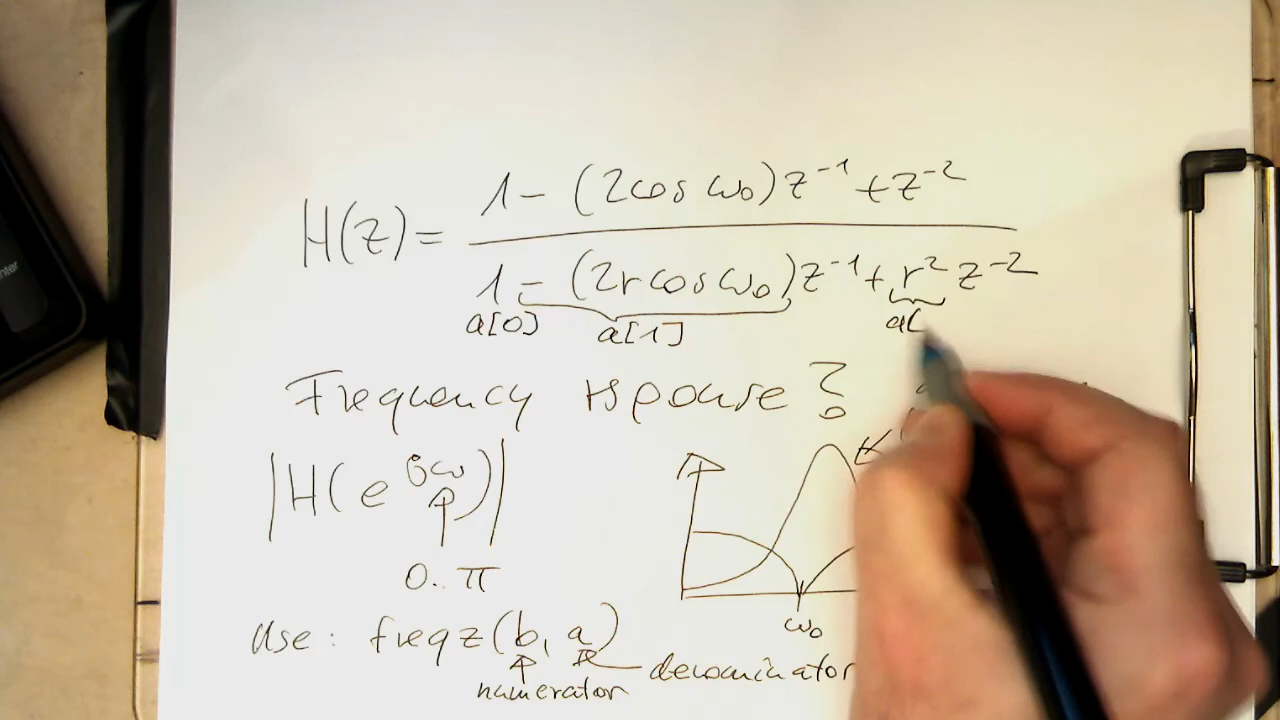 H(z) = 1 - (2cos ω₀)z⁻¹ + z⁻² / 1 - (2r cos ω₀)z⁻¹ + r² z⁻²
a[0] a[1] a[
Frequency response?
|H(e^jω)|
0..π
ω₀
Use: freqz(b, a)
numerator denominator